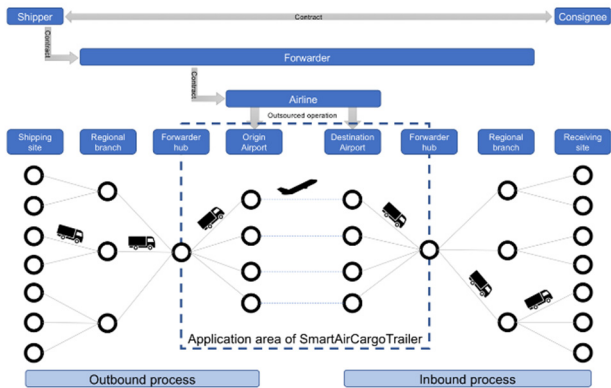 Shipper
Contract
Consignee
Contract
Forwarder
Contract
Airline
Outsourced operation
Shipping
site
Regional
branch
Forwarder
hub
Origin
Airport
Destination
Airport
Forwarder
hub
Regional
branch
Receiving
site
Application area of SmartAirCargoTrailer
Outbound process
Inbound process